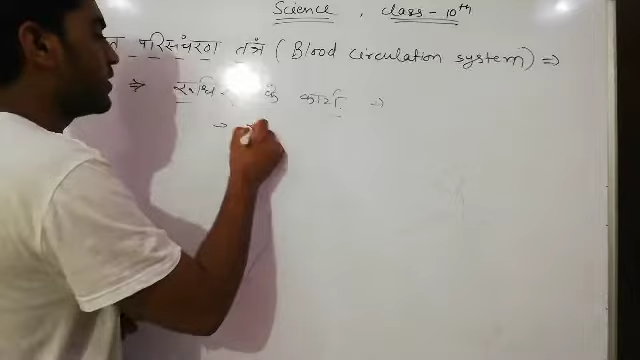 Science, class - 10th
परिसंचरण तंत्र (Blood circulation system) ⇒
⇒ के कार्य →
→